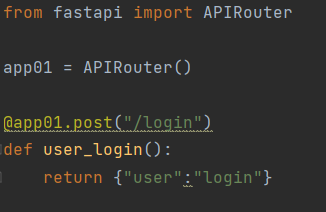 from fastapi import APIRouter
app01 = APIRouter()
@app01.post("/login")
def user_login():
    return {"user":"login"}